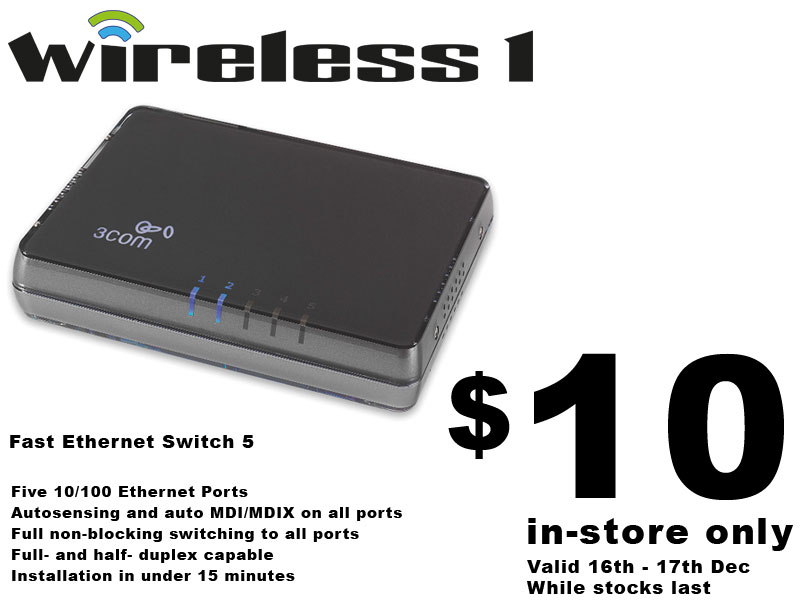 wireless 1
3com
1 2 3 4 5
$10
Fast Ethernet Switch 5
Five 10/100 Ethernet Ports
Autosensing and auto MDI/MDIX on all ports
Full non-blocking switching to all ports
Full- and half- duplex capable
Installation in under 15 minutes
in-store only
Valid 16th - 17th Dec
While stocks last